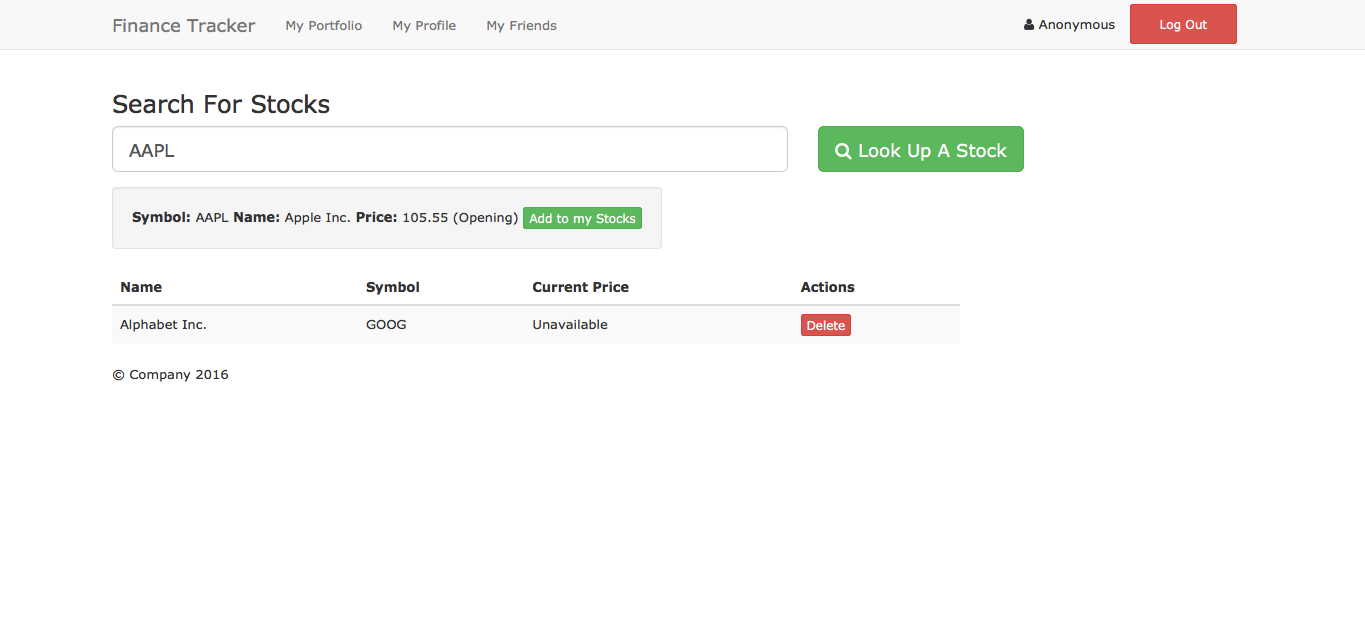 Finance Tracker My Portfolio My Profile My Friends Anonymous Log Out
Search For Stocks
AAPL Look Up A Stock
Symbol: AAPL Name: Apple Inc. Price: 105.55 (Opening) Add to my Stocks
Name Symbol Current Price Actions
Alphabet Inc. GOOG Unavailable Delete
© Company 2016